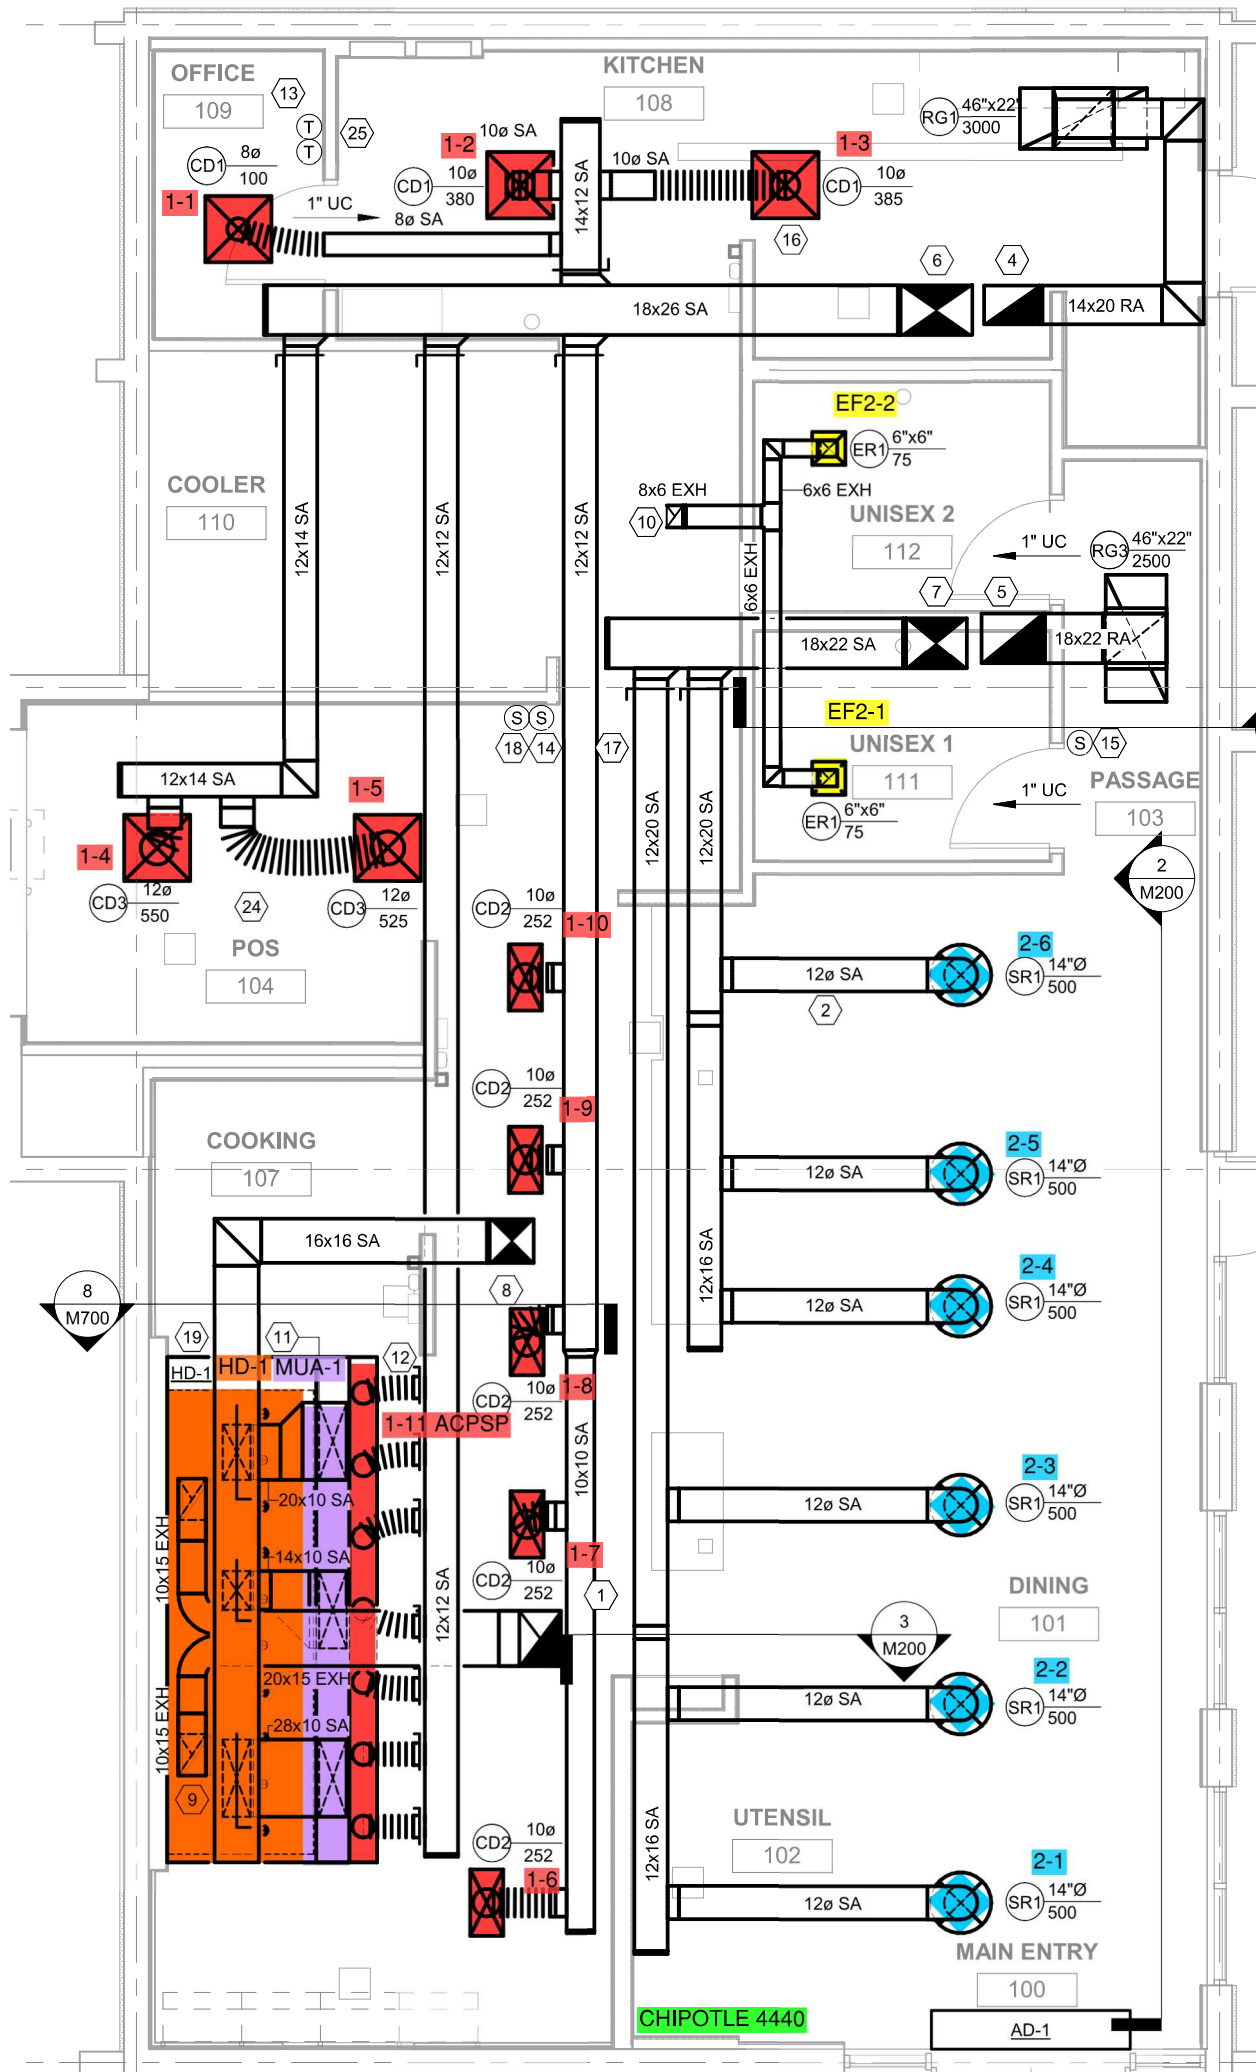 OFFICE
109
13
T
T
25
KITCHEN
108
RG1 46"x22"
3000
CD1 8ø
100
1-1
1-2
10ø SA
CD1 10ø
380
14x12 SA
10ø SA
1-3
CD1 10ø
385
16
1" UC
8ø SA
6
4
18x26 SA
14x20 RA
EF2-2
ER1 6"x6"
75
6x6 EXH
8x6 EXH
10
UNISEX 2
112
1" UC
RG3 46"x22"
2500
COOLER
110
12x14 SA
12x12 SA
12x12 SA
6x6 EXH
7
5
18x22 SA
18x22 RA
EF2-1
UNISEX 1
111
S S
18 14
17
S 15
PASSAGE
103
1" UC
ER1 6"x6"
75
12x14 SA
1-5
1-4
CD3 12ø
550
24
CD3 12ø
525
POS
104
12x20 SA
12x20 SA
2
M200
CD2 10ø
252
1-10
12ø SA
2
2-6
SR1 14"Ø
500
CD2 10ø
252
1-9
COOKING
107
12ø SA
2-5
SR1 14"Ø
500
16x16 SA
12x16 SA
8
M700
8
12ø SA
2-4
SR1 14"Ø
500
19
11
12
HD-1
HD-1
MUA-1
1-11 ACPSP
CD2 10ø
252
1-8
10x10 SA
20x10 SA
14x10 SA
10x15 EXH
12ø SA
2-3
SR1 14"Ø
500
CD2 10ø
252
1-7
1
12x12 SA
DINING
101
3
M200
20x15 EXH
28x10 SA
10x15 EXH
9
12ø SA
2-2
SR1 14"Ø
500
UTENSIL
102
12x16 SA
CD2 10ø
252
1-6
12ø SA
2-1
SR1 14"Ø
500
MAIN ENTRY
100
CHIPOTLE 4440
AD-1